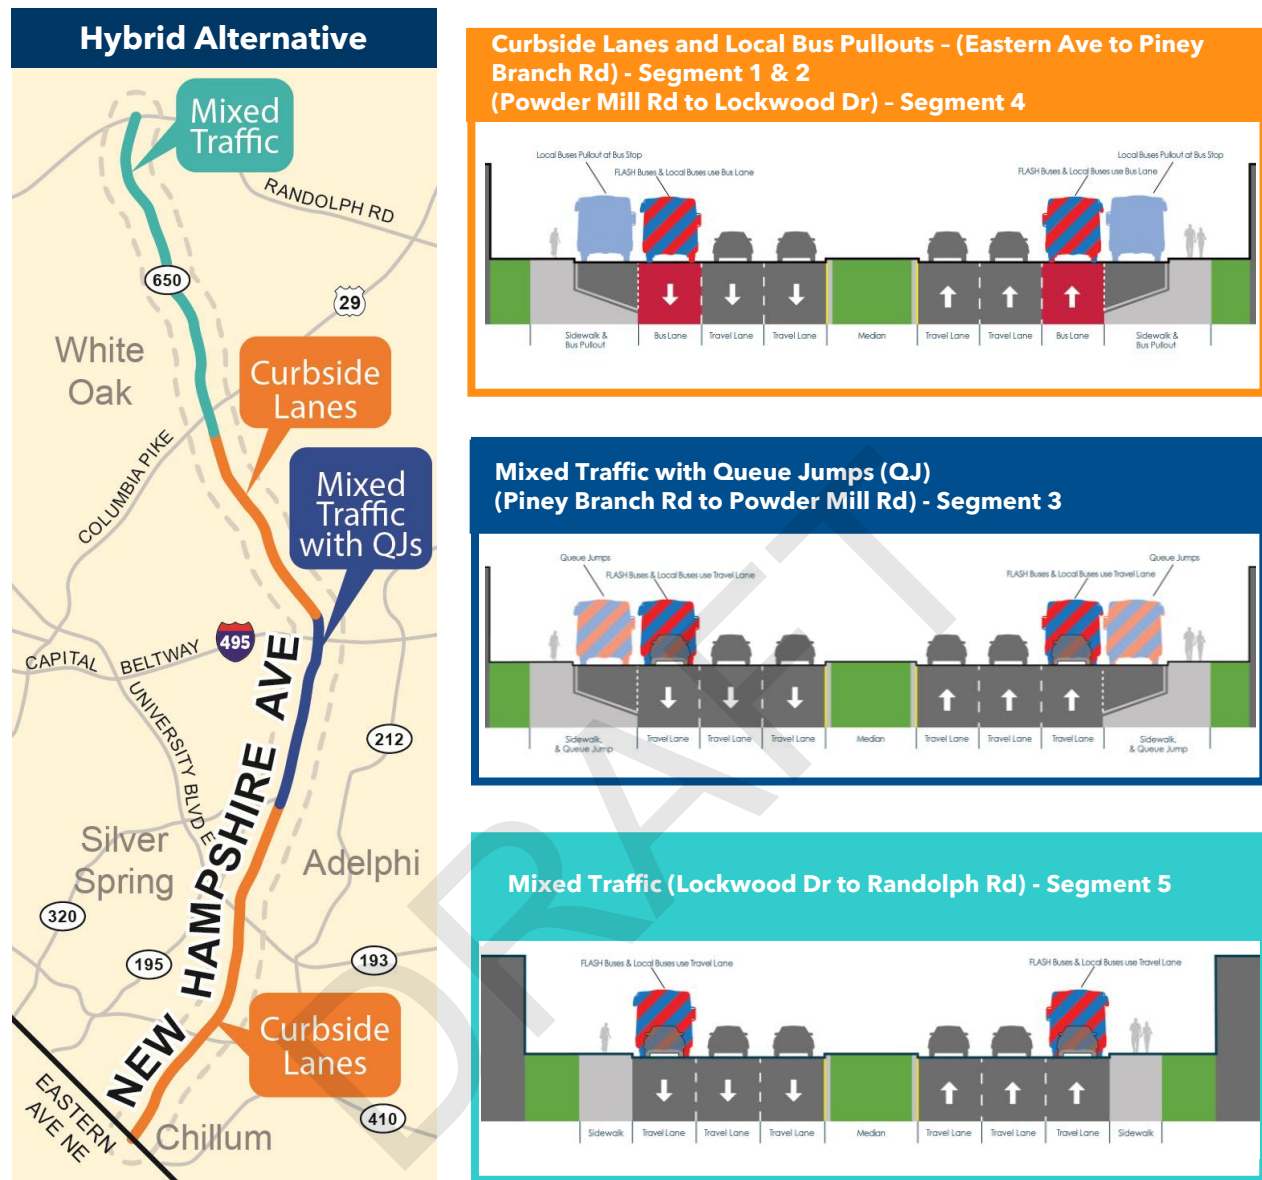 Hybrid Alternative
Mixed
Traffic
RANDOLPH RD
650
29
White
Oak
Curbside
Lanes
COLUMBIA PIKE
Mixed
Traffic
with QJs
495
CAPITAL BELTWAY
UNIVERSITY BLVD E
212
NEW HAMPSHIRE AVE
Silver
Spring
Adelphi
320
195
193
Curbside
Lanes
EASTERN
AVE NE
Chillum
410
Curbside Lanes and Local Bus Pullouts – (Eastern Ave to Piney
Branch Rd) - Segment 1 & 2
(Powder Mill Rd to Lockwood Dr) – Segment 4
Local Buses Pullout at Bus Stop
Local Buses Pullout at Bus Stop
FLASH Buses & Local Buses use Bus Lane
FLASH Buses & Local Buses use Bus Lane
Sidewalk & Bus Lane Travel Lane Travel Lane Median Travel Lane Travel Lane Bus Lane Sidewalk &
Bus Pullout Bus Pullout
Mixed Traffic with Queue Jumps (QJ)
(Piney Branch Rd to Powder Mill Rd) - Segment 3
Queue Jumps Queue Jumps
FLASH Buses & Local Buses use Travel Lane FLASH Buses & Local Buses use Travel Lane
Sidewalk, Travel Lane Travel Lane Travel Lane Median Travel Lane Travel Lane Travel Lane Sidewalk,
& Queue Jump & Queue Jump
Mixed Traffic (Lockwood Dr to Randolph Rd) - Segment 5
FLASH Buses & Local Buses use Travel Lane FLASH Buses & Local Buses use Travel Lane
Sidewalk Travel Lane Travel Lane Travel Lane Median Travel Lane Travel Lane Travel Lane Sidewalk
DRAFT